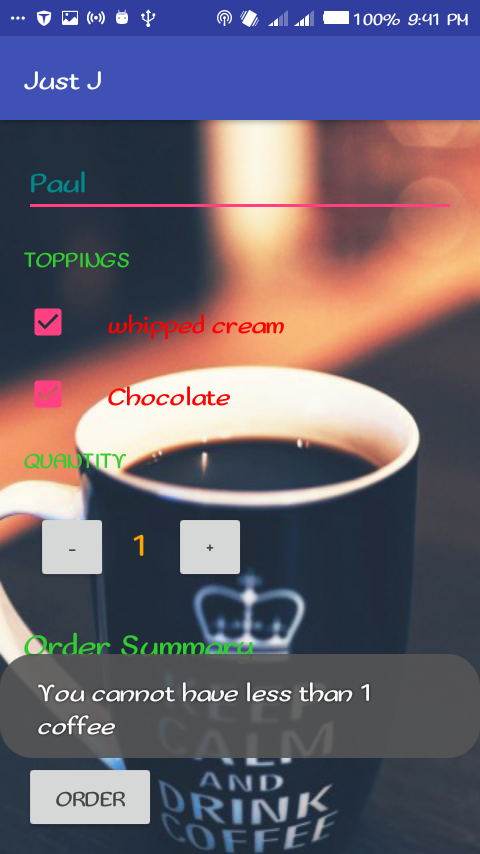 100% 9:41 PM
Just J
Paul
TOPPINGS
whipped cream
Chocolate
QUANTITY
-
1
+
Order Summary
You cannot have less than 1
coffee
KEEP
CALM
AND
DRINK
COFFEE
ORDER